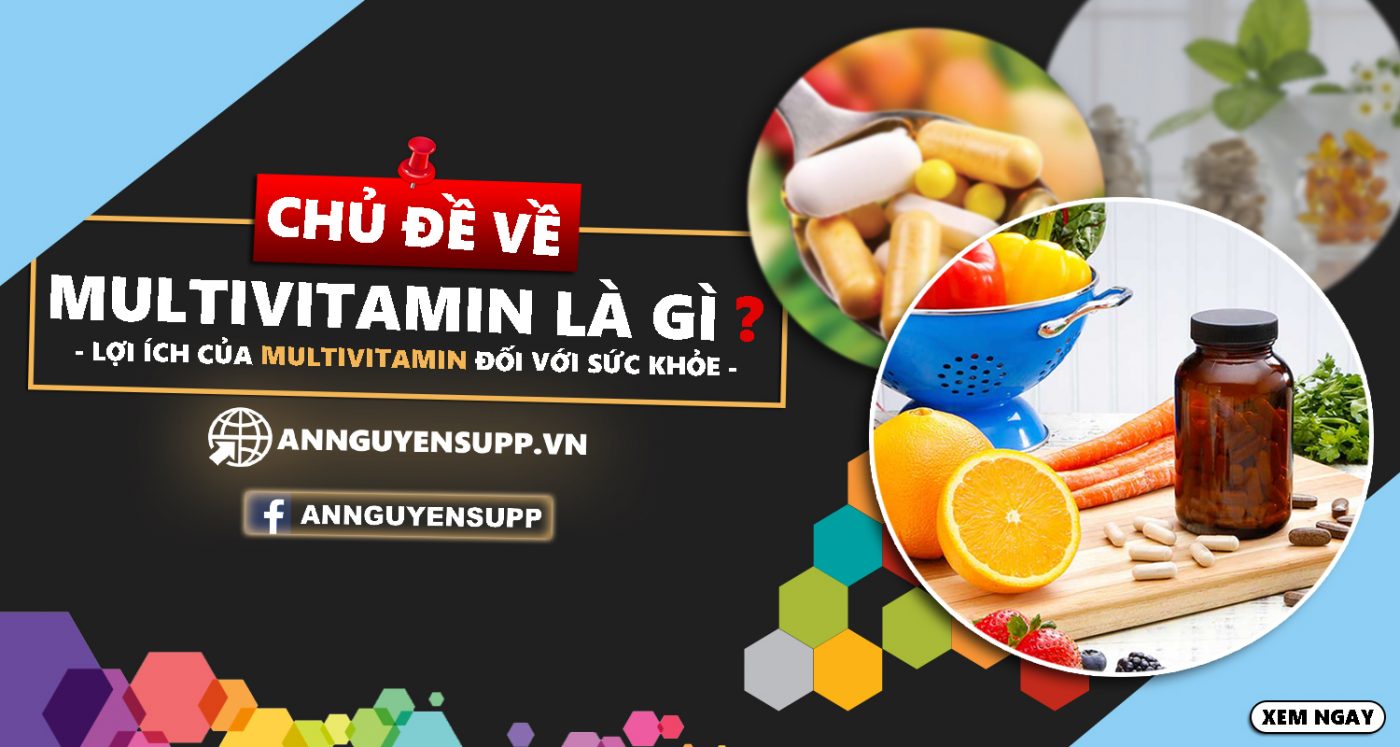 CHỦ ĐỀ VỀ
MULTIVITAMIN LÀ GÌ ?
- LỢI ÍCH CỦA MULTIVITAMIN ĐỐI VỚI SỨC KHỎE -
ANNGUYENSUPP.VN
f ANNGUYENSUPP
XEM NGAY